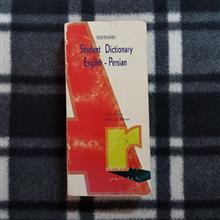 RAHNAMA
Student Dictionary
English - Persian